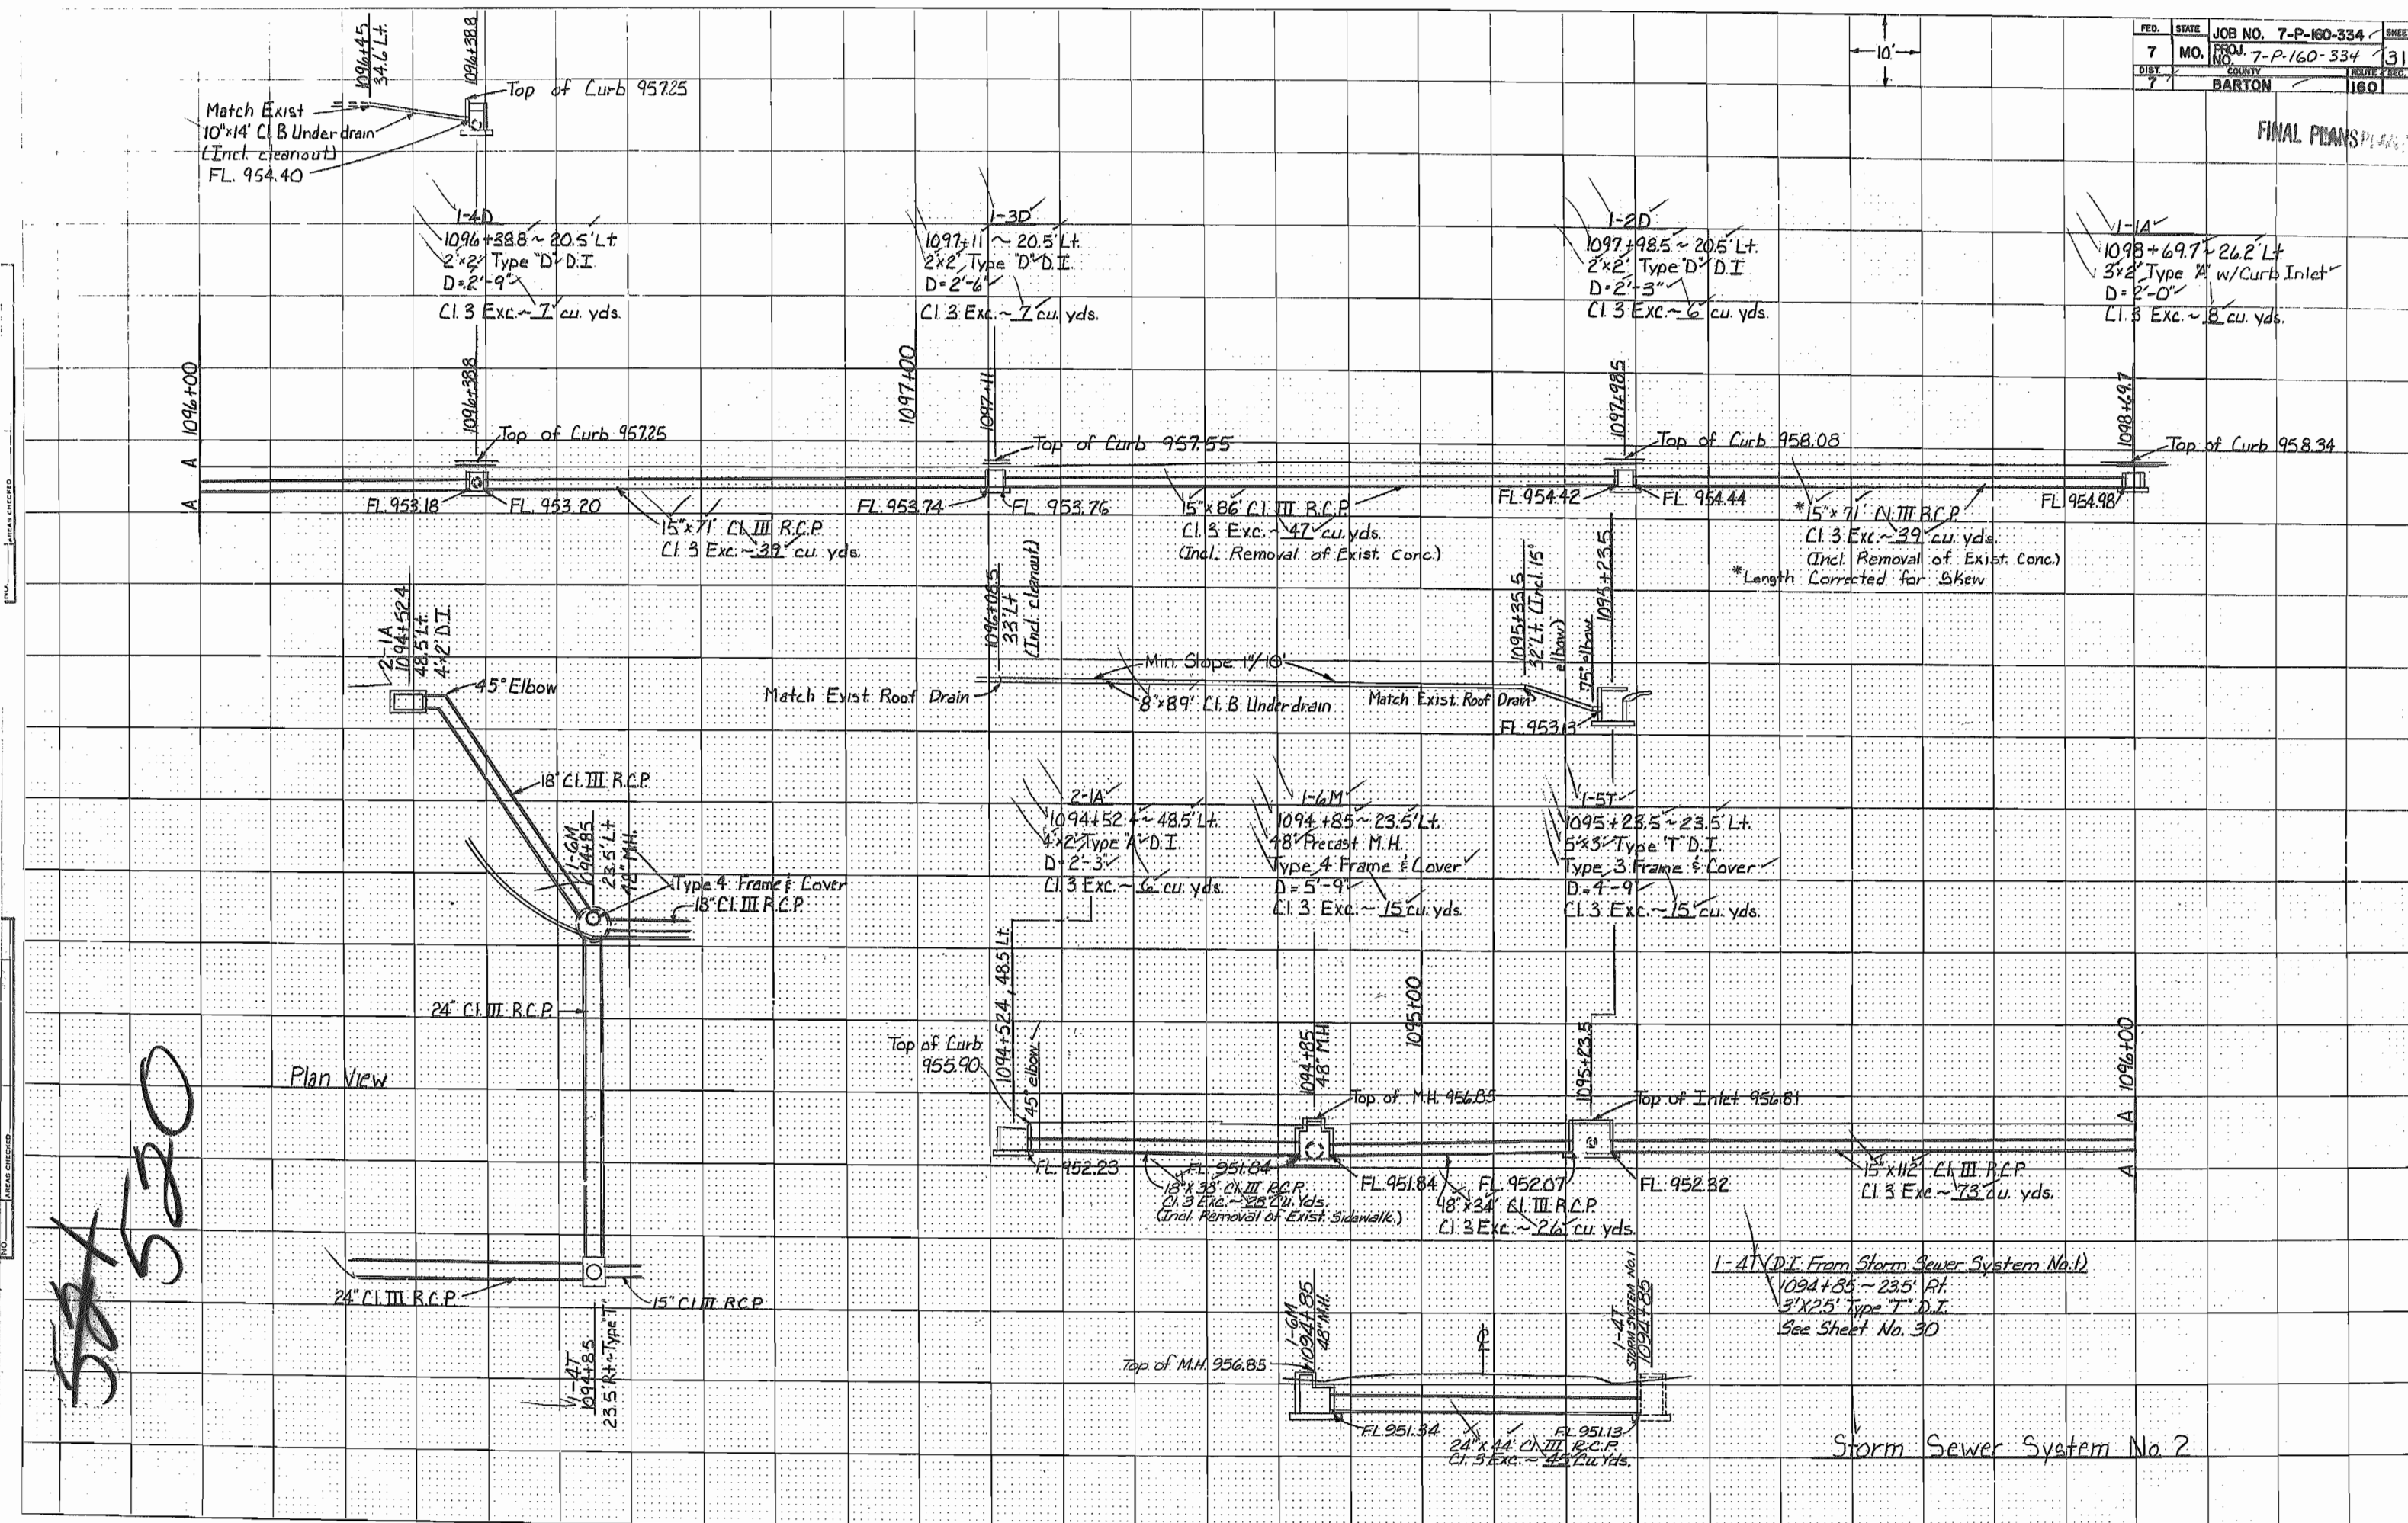 FED. STATE JOB NO. 7-P-160-334 SHEE
7 MO. PROJ. NO. 7-P-160-334 31
DIST. COUNTY ROUTE SEC.
7 BARTON 160
FINAL PLANS
10'
1096+45
34.6' Lt.
1096+38.8
Top of Curb 957.25
Match Exist
10"x14' Cl. B Underdrain
(Incl. cleanout)
FL. 954.40
1-4D
1096+38.8 ~ 20.5' Lt.
2'x2' Type "D" D.I.
D=2'-9"
Cl. 3 Exc. ~ 7 cu. yds.
1-3D
1097+11 ~ 20.5' Lt.
2'x2' Type "D" D.I.
D=2'-6"
Cl. 3 Exc. ~ 7 cu. yds.
1-2D
1097+98.5 ~ 20.5' Lt.
2'x2' Type "D" D.I
D=2'-3"
Cl. 3 Exc. ~ 6 cu. yds.
1-1A
1098+69.7 ~ 26.2' Lt
3'x2' Type "A" w/Curb Inlet
D=2'-0"
Cl. 3 Exc. ~ 8 cu. yds.
1096+00
1096+38.8
1097+00
1097+11
1097+98.5
1098+69.7
A
A
Top of Curb 957.25
Top of Curb 957.55
Top of Curb 958.08
Top of Curb 958.34
FL. 953.18
FL. 953.20
FL. 953.74
FL. 953.76
FL. 954.42
FL. 954.44
FL. 954.98
15"x71' Cl. III R.C.P.
Cl. 3 Exc. ~ 39 cu. yds.
15"x86' Cl. III R.C.P.
Cl. 3 Exc. ~ 47 cu. yds.
(Incl. Removal of Exist. Conc.)
*15"x71' Cl. III R.C.P.
Cl. 3 Exc. ~ 39 cu. yds.
(Incl. Removal of Exist. Conc.)
*Length Corrected for Skew
2-1A
1094+52.4
48.5' Lt.
4'x2' D.I.
45° Elbow
18" Cl. III R.C.P.
1-6M
1094+85
23.5' Lt
48" M.H.
Type 4 Frame & Cover
18" Cl. III R.C.P.
24" Cl. III R.C.P.
Plan View
24" Cl. III R.C.P.
15" Cl III RCP
1-4T
1094+85
23.5' Rt ~ Type "T"
1096+08.5
33' Lt
(Incl. cleanout)
Match Exist. Roof Drain
Min. Slope 1"/10'
8"x89' Cl. B Underdrain
Match Exist. Roof Drain
1095+35.5
32' Lt. (Incl. 15°
elbow)
75° elbow
1095+23.5
FL. 953.13
2-1A
1094+52.4 ~ 48.5' Lt.
4'x2' Type "A" D.I.
D=2'-3"
Cl. 3 Exc. ~ 6 cu. yds.
1-6M
1094+85 ~ 23.5' Lt.
48" Precast M.H.
Type 4 Frame & Cover
D=5'-9"
Cl. 3 Exc. ~ 15 cu. yds.
1-5T
1095+23.5 ~ 23.5' Lt.
5'x3' Type "T" D.I.
Type 3 Frame & Cover
D=4'-9"
Cl. 3 Exc. ~ 15 cu. yds.
1094+52.4, 48.5' Lt.
45° elbow
Top of Curb
955.90
1094+85
48" M.H.
1095+00
1095+23.5
1096+00
A
A
Top of M.H. 956.85
Top of Inlet 956.81
FL. 952.23
FL. 951.84
18"x38' Cl. III R.C.P.
Cl. 3 Exc. ~ 28 Cu. Yds.
(Incl. Removal of Exist. Sidewalk.)
FL. 951.84
FL. 952.07
18"x34' Cl. III R.C.P.
Cl. 3 Exc. ~ 26 cu. yds.
FL. 952.32
15"x112' Cl. III R.C.P.
Cl. 3 Exc. ~ 73 cu. yds.
1-4T (D.I. From Storm Sewer System No.1)
1094+85 ~ 23.5' Rt.
3'x2.5' Type "T" D.I.
See Sheet No. 30
1-6M
1094+85
48" M.H.
1-4T
STORM SYSTEM NO. 1
1094+85
Top of M.H. 956.85
FL. 951.34
FL. 951.13
24"x44' Cl. III R.C.P.
Cl. 3 Exc. ~ 45 Cu Yds.
Storm Sewer System No. 2
520
AREAS CHECKED
AREAS CHECKED
NO.